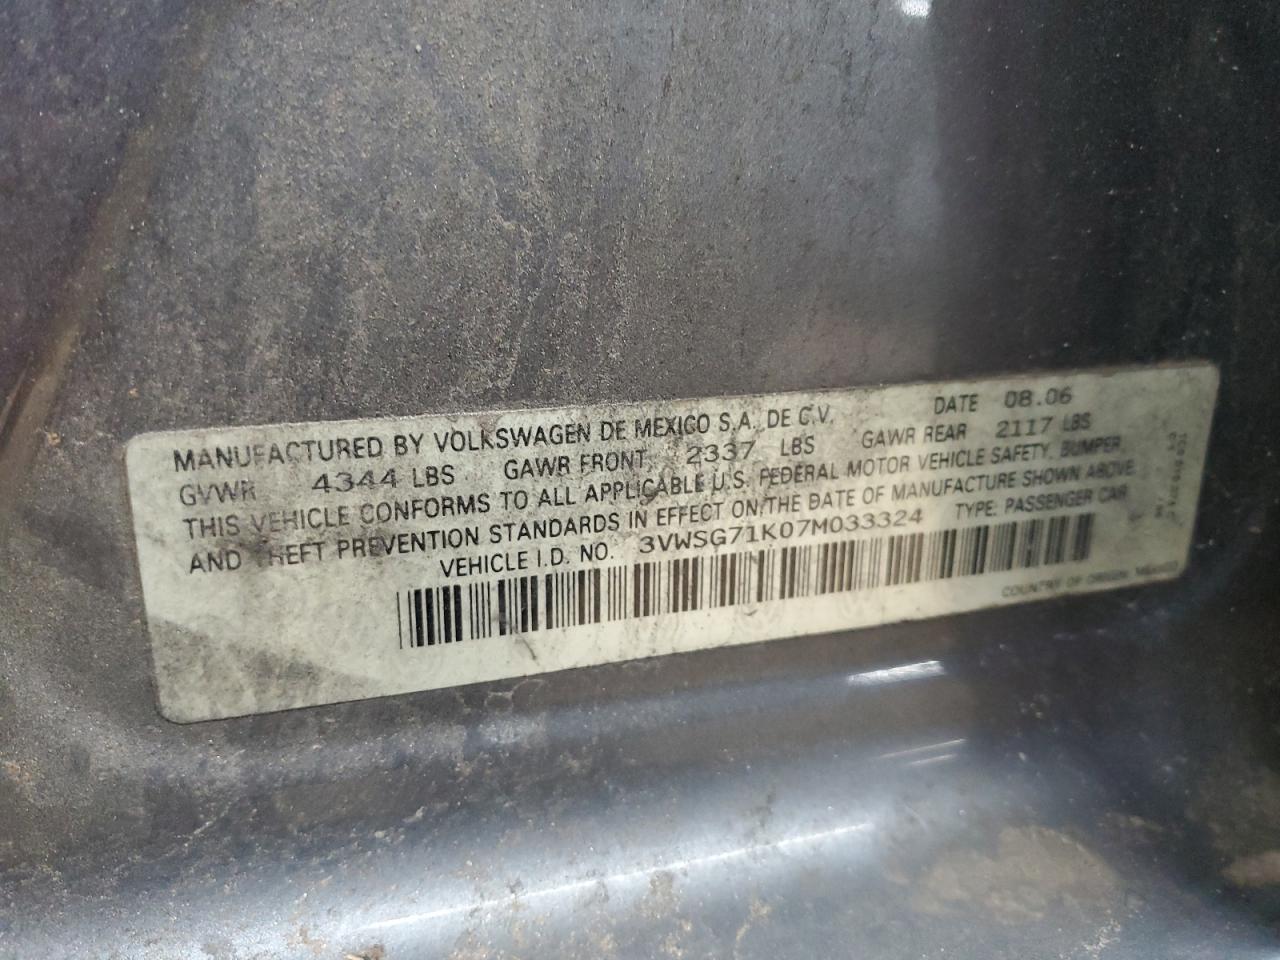 MANUFACTURED BY VOLKSWAGEN DE MEXICO S.A. DE C.V. DATE 08.06
GVWR 4344 LBS GAWR FRONT 2337 LBS GAWR REAR 2117 LBS
THIS VEHICLE CONFORMS TO ALL APPLICABLE U.S. FEDERAL MOTOR VEHICLE SAFETY, BUMPER
AND THEFT PREVENTION STANDARDS IN EFFECT ON THE DATE OF MANUFACTURE SHOWN ABOVE
VEHICLE I.D. NO. 3VWSG71K07M033324 TYPE: PASSENGER CAR
COUNTRY OF ORIGIN: MEXICO